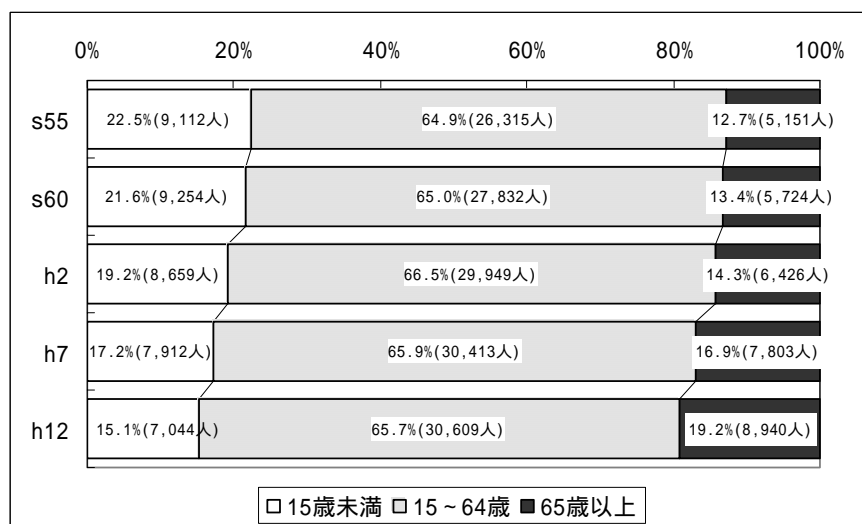 0% 20% 40% 60% 80% 100%
s55 22.5%(9,112人) 64.9%(26,315人) 12.7%(5,151人)
s60 21.6%(9,254人) 65.0%(27,832人) 13.4%(5,724人)
h2 19.2%(8,659人) 66.5%(29,949人) 14.3%(6,426人)
h7 17.2%(7,912人) 65.9%(30,413人) 16.9%(7,803人)
h12 15.1%(7,044人) 65.7%(30,609人) 19.2%(8,940人)
15歳未満 15~64歳 65歳以上